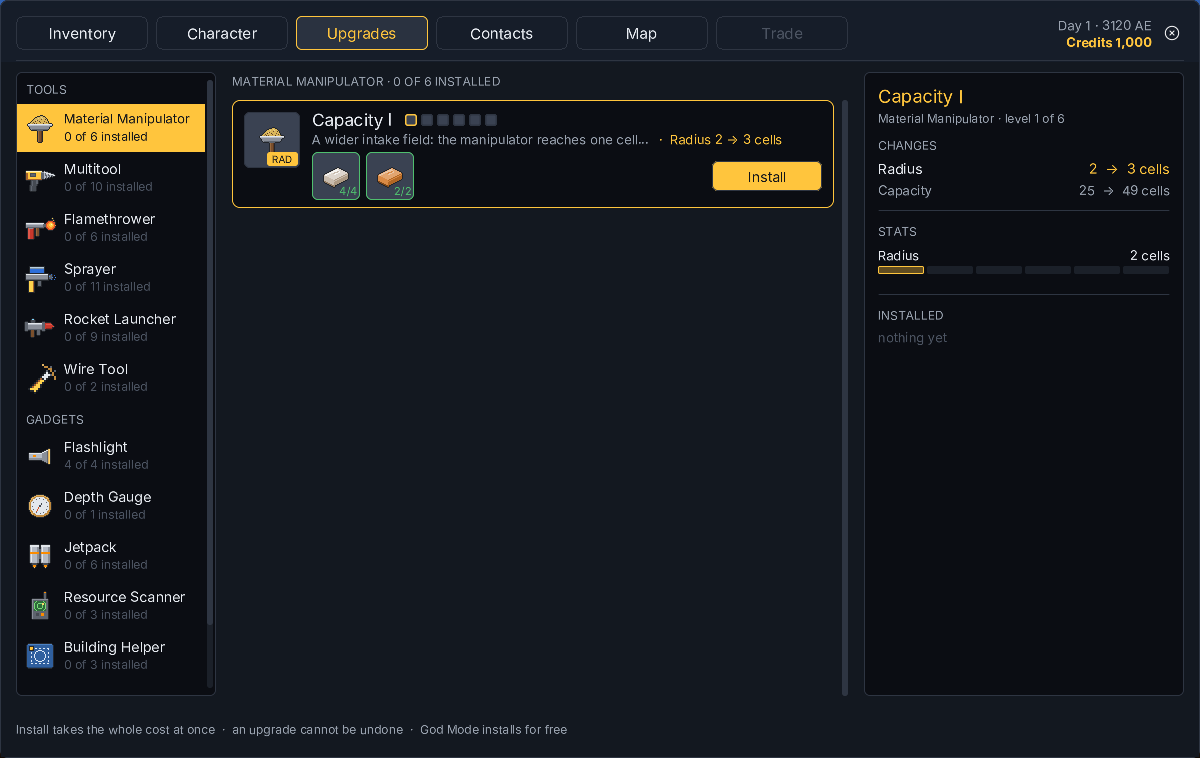 Inventory
Character
Upgrades
Contacts
Map
Trade
Day 1 · 3120 AE
Credits 1,000
TOOLS
Material Manipulator
0 of 6 installed
Multitool
0 of 10 installed
Flamethrower
0 of 6 installed
Sprayer
0 of 11 installed
Rocket Launcher
0 of 9 installed
Wire Tool
0 of 2 installed
GADGETS
Flashlight
4 of 4 installed
Depth Gauge
0 of 1 installed
Jetpack
0 of 6 installed
Resource Scanner
0 of 3 installed
Building Helper
0 of 3 installed
MATERIAL MANIPULATOR · 0 OF 6 INSTALLED
RAD
Capacity I
A wider intake field: the manipulator reaches one cell... · Radius 2 → 3 cells
4/4
2/2
Install
Capacity I
Material Manipulator · level 1 of 6
CHANGES
Radius 2 → 3 cells
Capacity 25 → 49 cells
STATS
Radius 2 cells
INSTALLED
nothing yet
Install takes the whole cost at once · an upgrade cannot be undone · God Mode installs for free